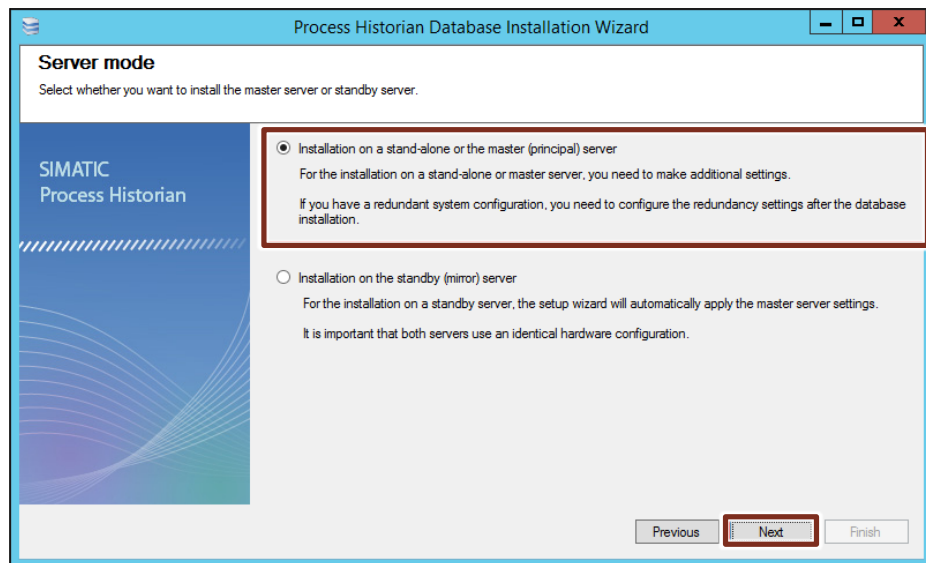 Process Historian Database Installation Wizard
Server mode
Select whether you want to install the master server or standby server.
SIMATIC
Process Historian
Installation on a stand-alone or the master (principal) server
For the installation on a stand-alone or master server, you need to make additional settings.
If you have a redundant system configuration, you need to configure the redundancy settings after the database
installation.
Installation on the standby (mirror) server
For the installation on a standby server, the setup wizard will automatically apply the master server settings.
It is important that both servers use an identical hardware configuration.
Previous Next Finish